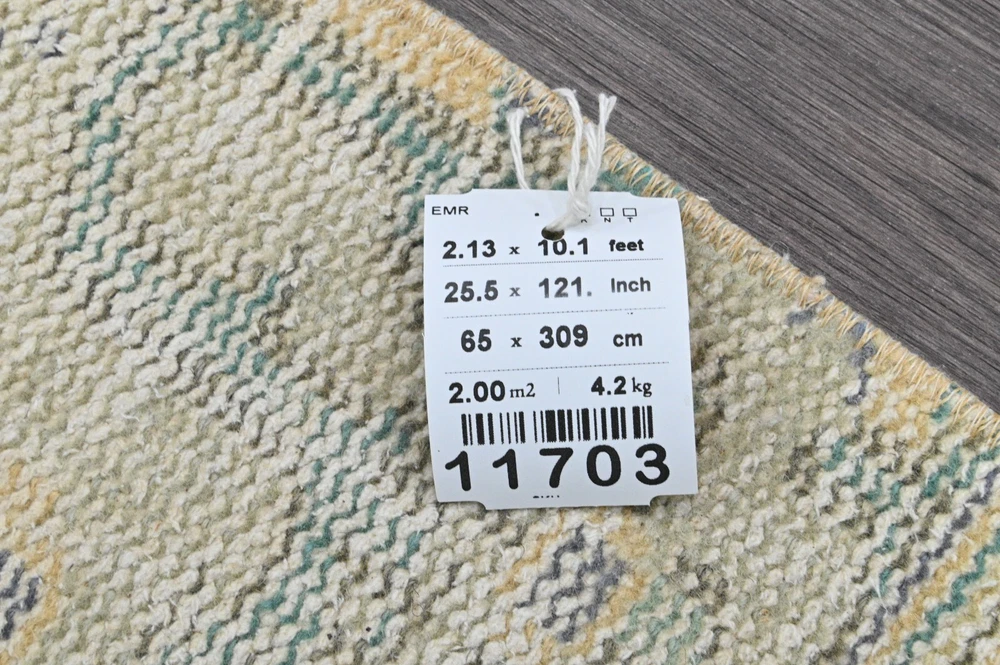 EMR
N T
2.13 x 10.1 feet
25.5 x 121. Inch
65 x 309 cm
2.00 m2 | 4.2 kg
11703